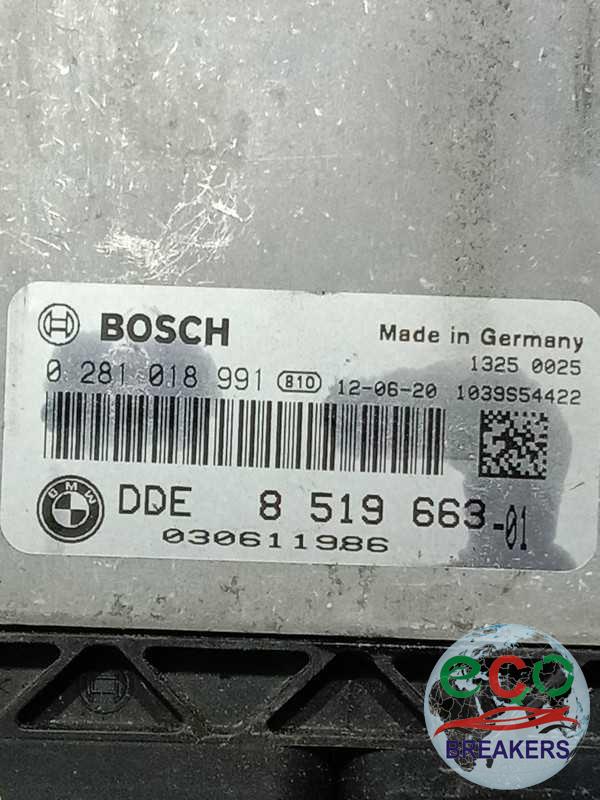 BOSCH
Made in Germany
1325 0025
0 281 018 991 810 12-06-20 1039S54422
BMW
DDE 8 519 663-01
030611986
eco
BREAKERS